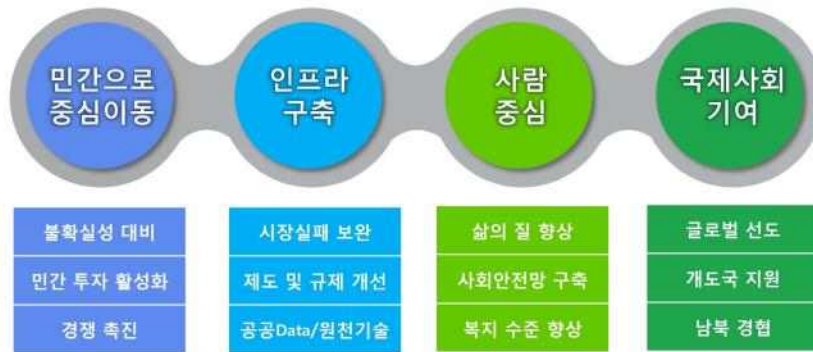 민간으로
중심이동
인프라
구축
사람
중심
국제사회
기여
불확실성 대비
시장실패 보완
삶의 질 향상
글로벌 선도
민간 투자 활성화
제도 및 규제 개선
사회안전망 구축
개도국 지원
경쟁 촉진
공공Data/원천기술
복지 수준 향상
남북 경협